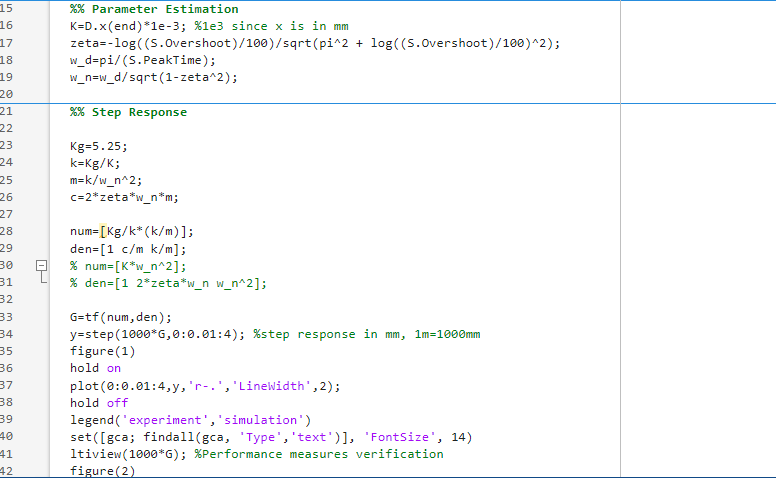 15 %% Parameter Estimation
16 K=D.x(end)*1e-3; %1e3 since x is in mm
17 zeta=-log((S.Overshoot)/100)/sqrt(pi^2 + log((S.Overshoot)/100)^2);
18 w_d=pi/(S.PeakTime);
19 w_n=w_d/sqrt(1-zeta^2);
20
21 %% Step Response
22
23 Kg=5.25;
24 k=Kg/K;
25 m=k/w_n^2;
26 c=2*zeta*w_n*m;
27
28 num=[Kg/k*(k/m)];
29 den=[1 c/m k/m];
30 % num=[K*w_n^2];
31 % den=[1 2*zeta*w_n w_n^2];
32
33 G=tf(num,den);
34 y=step(1000*G,0:0.01:4); %step response in mm, 1m=1000mm
35 figure(1)
36 hold on
37 plot(0:0.01:4,y,'r-.','LineWidth',2);
38 hold off
39 legend('experiment','simulation')
40 set([gca; findall(gca, 'Type','text')], 'FontSize', 14)
41 ltiview(1000*G); %Performance measures verification
42 figure(2)